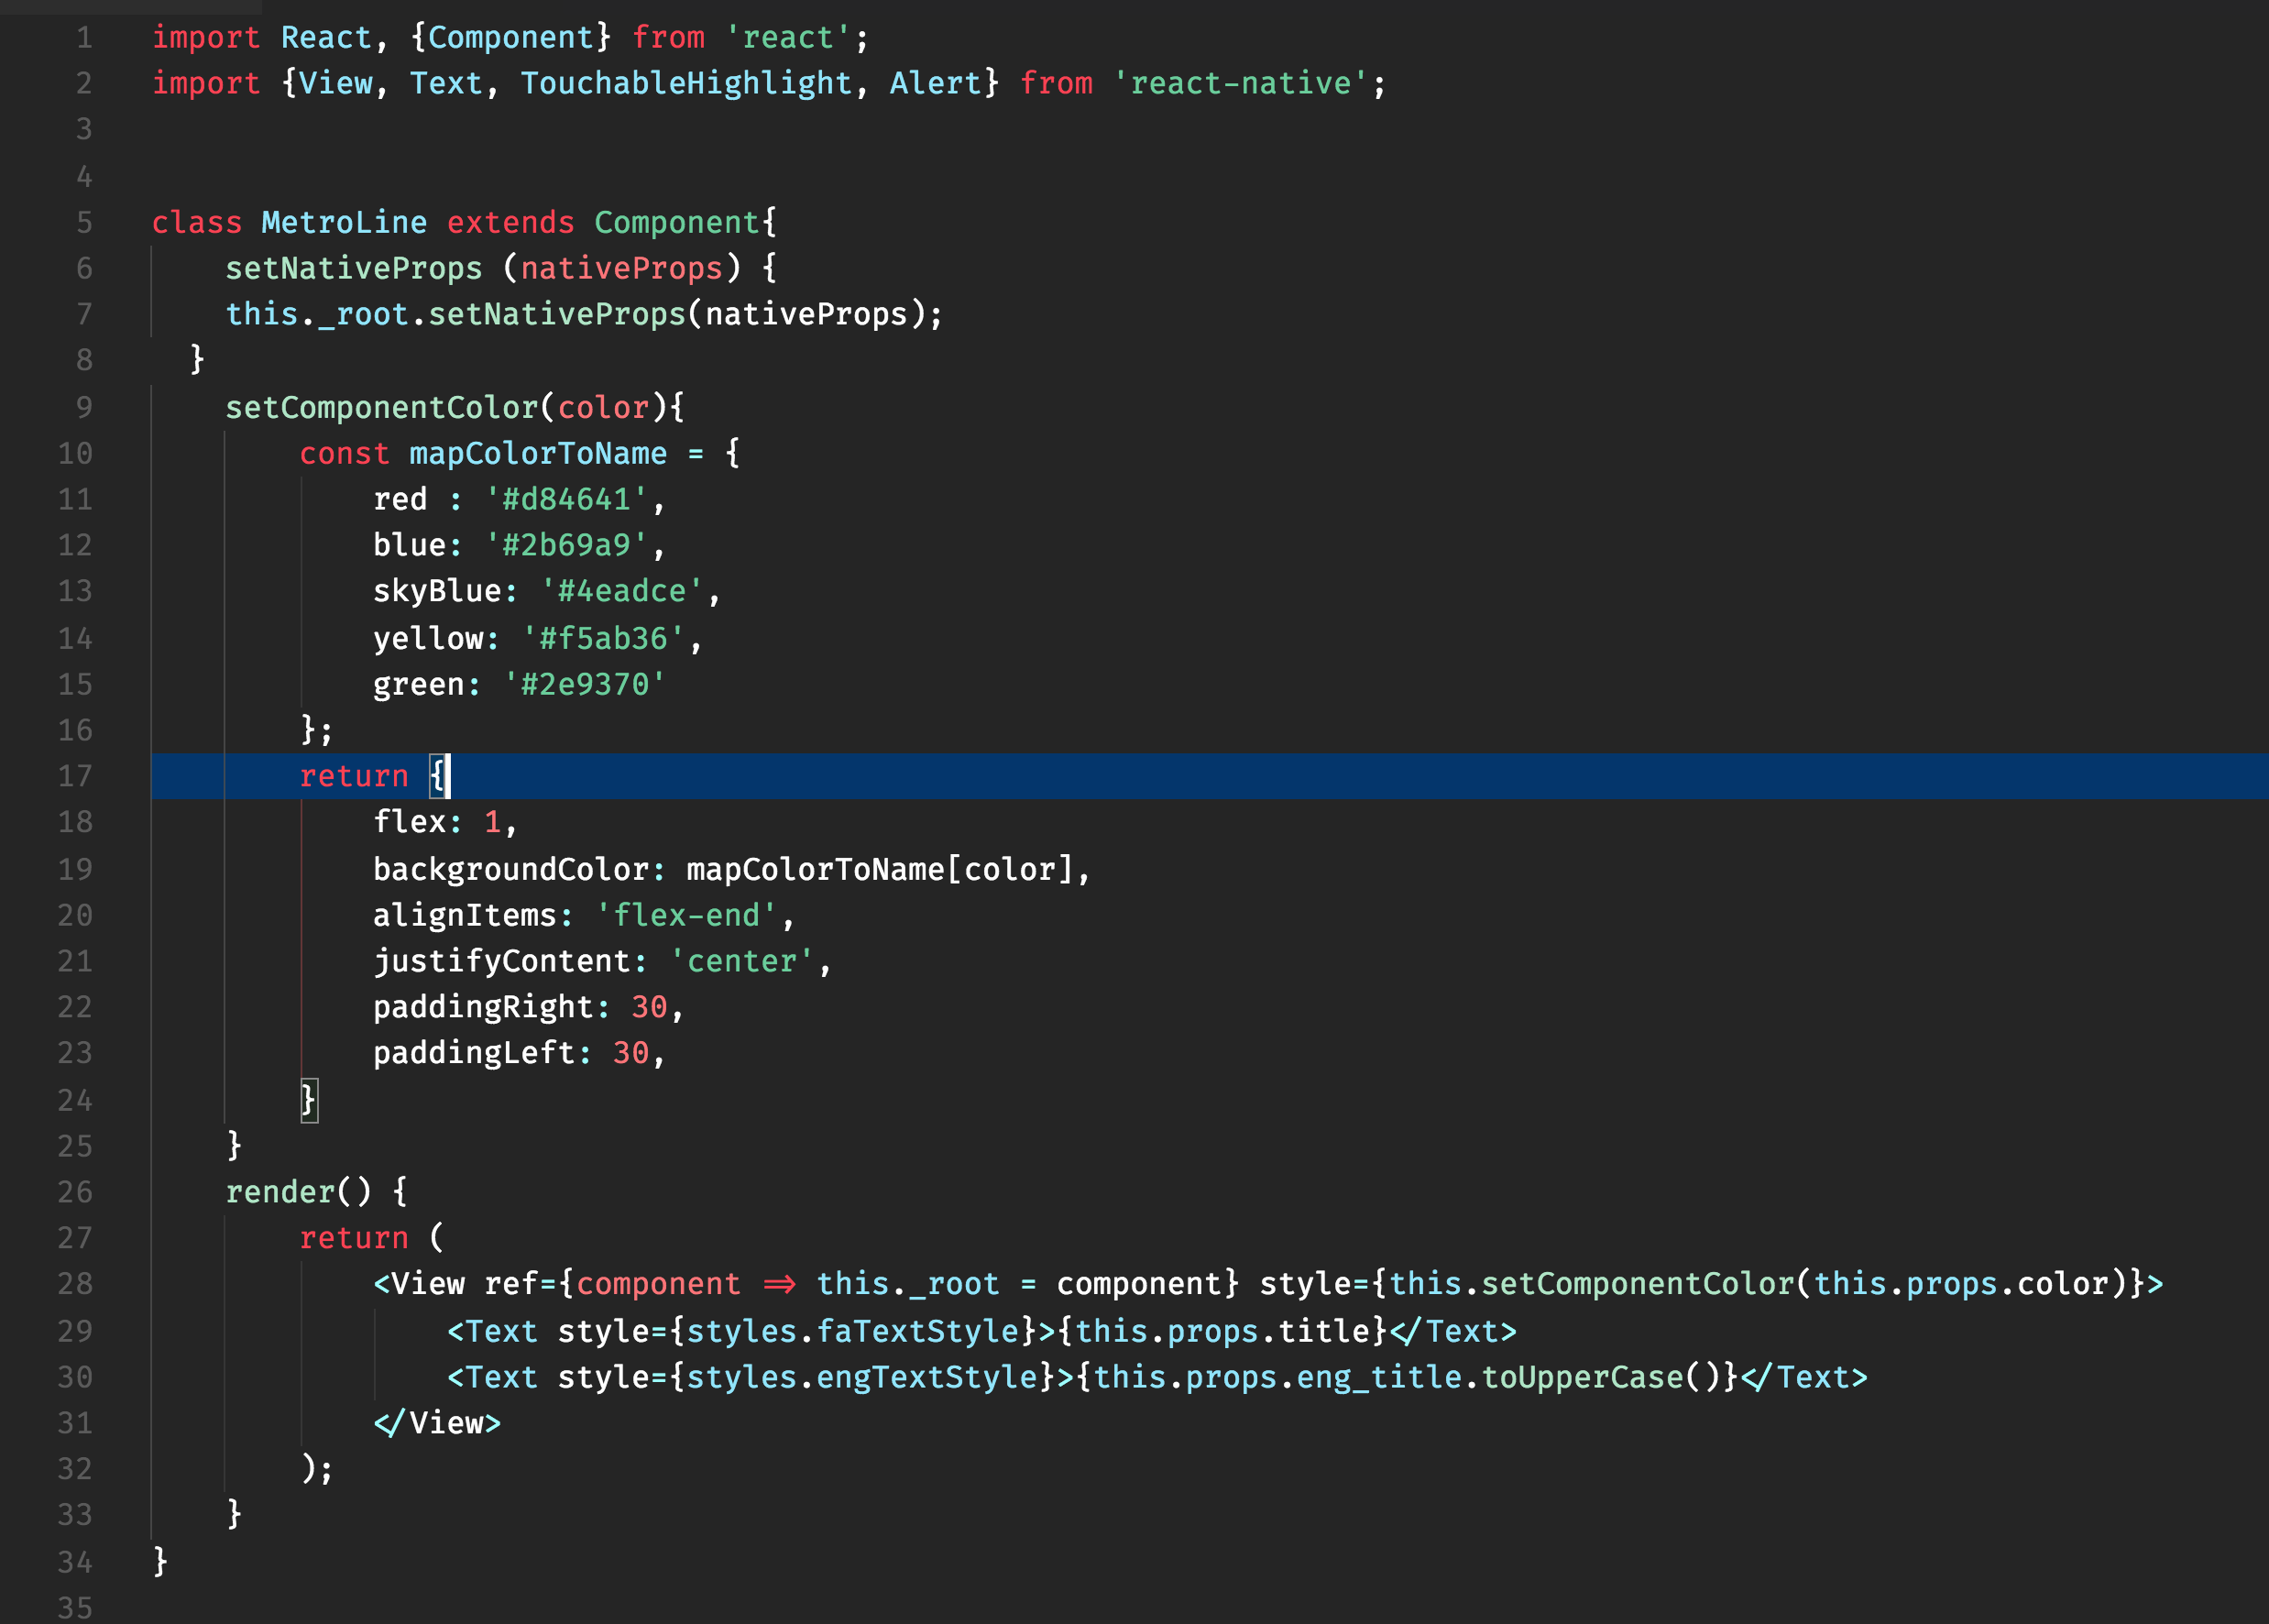 1 import React, {Component} from 'react';
2 import {View, Text, TouchableHighlight, Alert} from 'react-native';
3
4
5 class MetroLine extends Component{
6     setNativeProps (nativeProps) {
7     this._root.setNativeProps(nativeProps);
8   }
9     setComponentColor(color){
10         const mapColorToName = {
11             red : '#d84641',
12             blue: '#2b69a9',
13             skyBlue: '#4eadce',
14             yellow: '#f5ab36',
15             green: '#2e9370'
16         };
17         return {
18             flex: 1,
19             backgroundColor: mapColorToName[color],
20             alignItems: 'flex-end',
21             justifyContent: 'center',
22             paddingRight: 30,
23             paddingLeft: 30,
24         }
25     }
26     render() {
27         return (
28             <View ref={component => this._root = component} style={this.setComponentColor(this.props.color)}>
29                 <Text style={styles.faTextStyle}>{this.props.title}</Text>
30                 <Text style={styles.engTextStyle}>{this.props.eng_title.toUpperCase()}</Text>
31             </View>
32         );
33     }
34 }
35